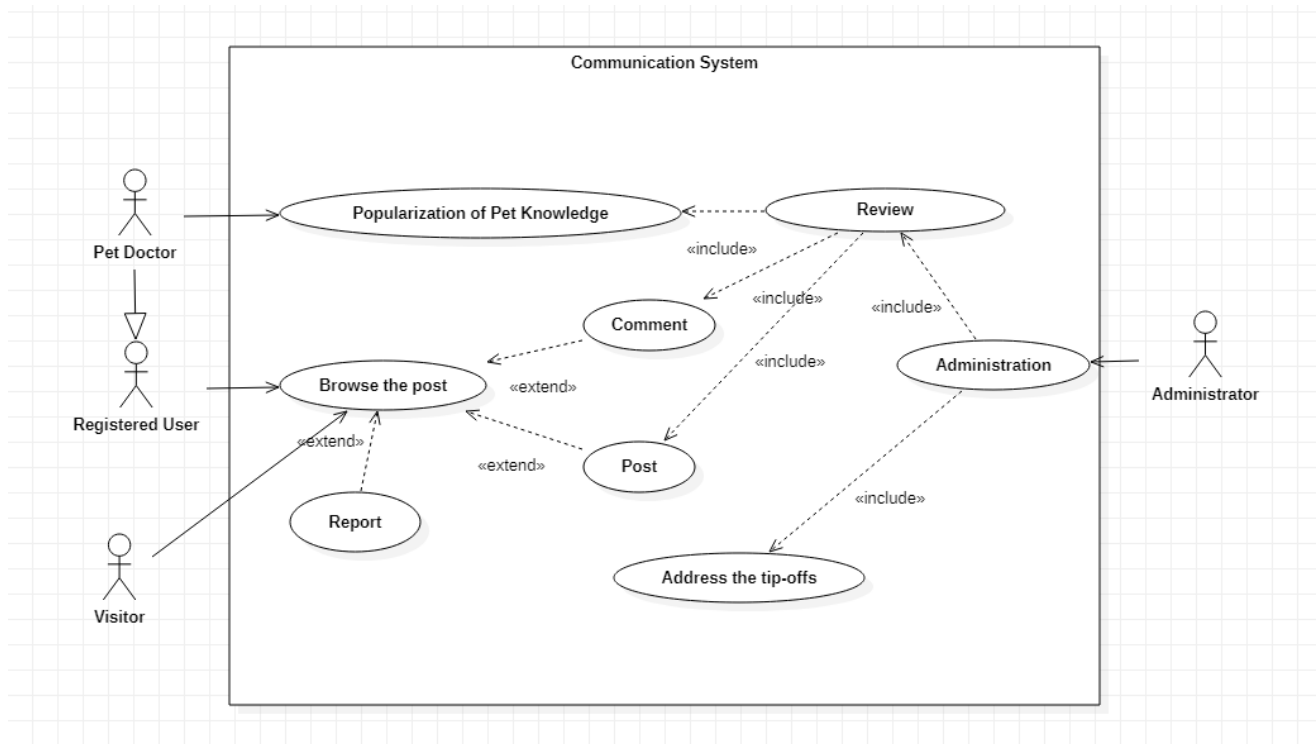 Communication System
Pet Doctor
Popularization of Pet Knowledge
Review
«include»
«include»
«include»
«include»
Comment
Administration
Administrator
Browse the post
«extend»
Registered User
«extend»
«extend»
Post
«include»
Report
Address the tip-offs
Visitor